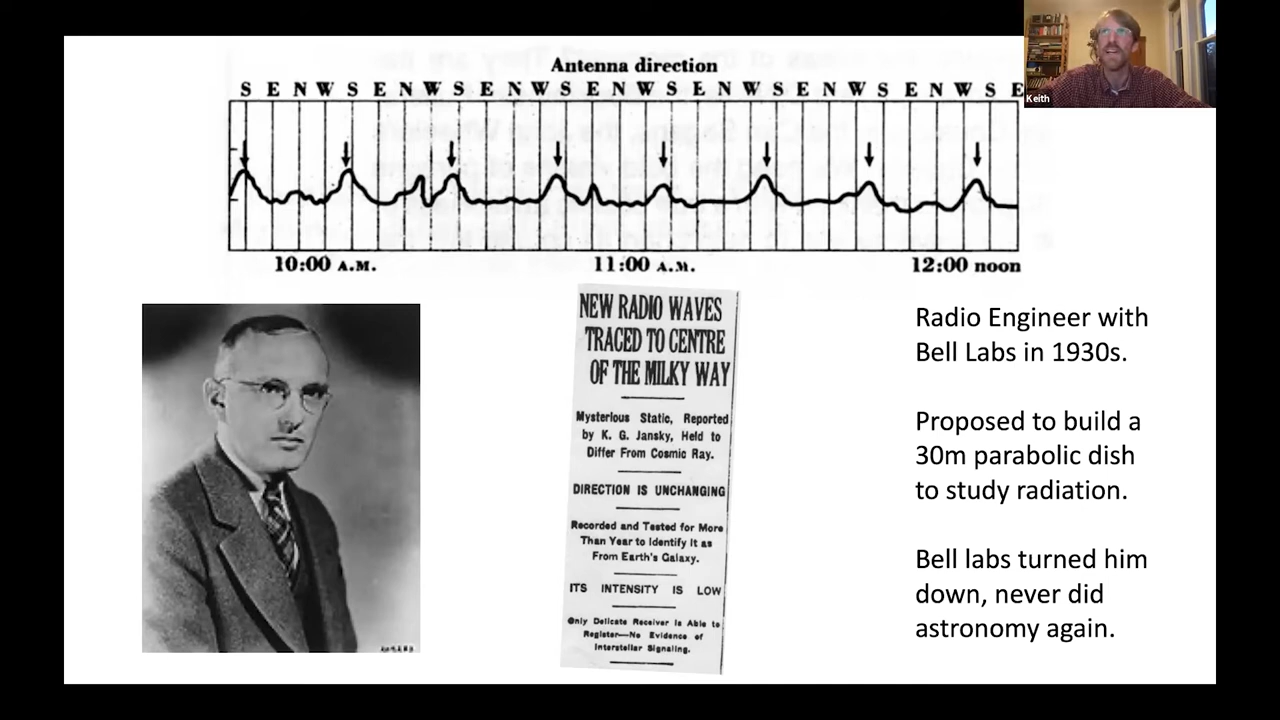 Antenna direction
S E N W S E N W S E N W S E N W S E N W S E N W S E N W S E
10:00 A.M. 11:00 A.M. 12:00 noon
Keith
NEW RADIO WAVES
TRACED TO CENTRE
OF THE MILKY WAY
Mysterious Static, Reported
by K. G. Jansky, Held to
Differ From Cosmic Ray.
DIRECTION IS UNCHANGING
Recorded and Tested for More
Than Year to Identify It as
From Earth's Galaxy.
ITS INTENSITY IS LOW
Only Delicate Receiver Is Able to
Register—No Evidence of
Interstellar Signaling.
Radio Engineer with
Bell Labs in 1930s.
Proposed to build a
30m parabolic dish
to study radiation.
Bell labs turned him
down, never did
astronomy again.